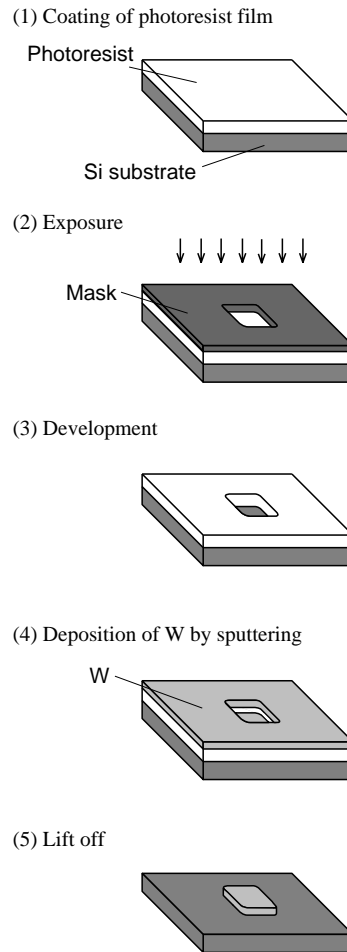 (1) Coating of photoresist film
Photoresist
Si substrate
(2) Exposure
Mask
(3) Development
(4) Deposition of W by sputtering
W
(5) Lift off